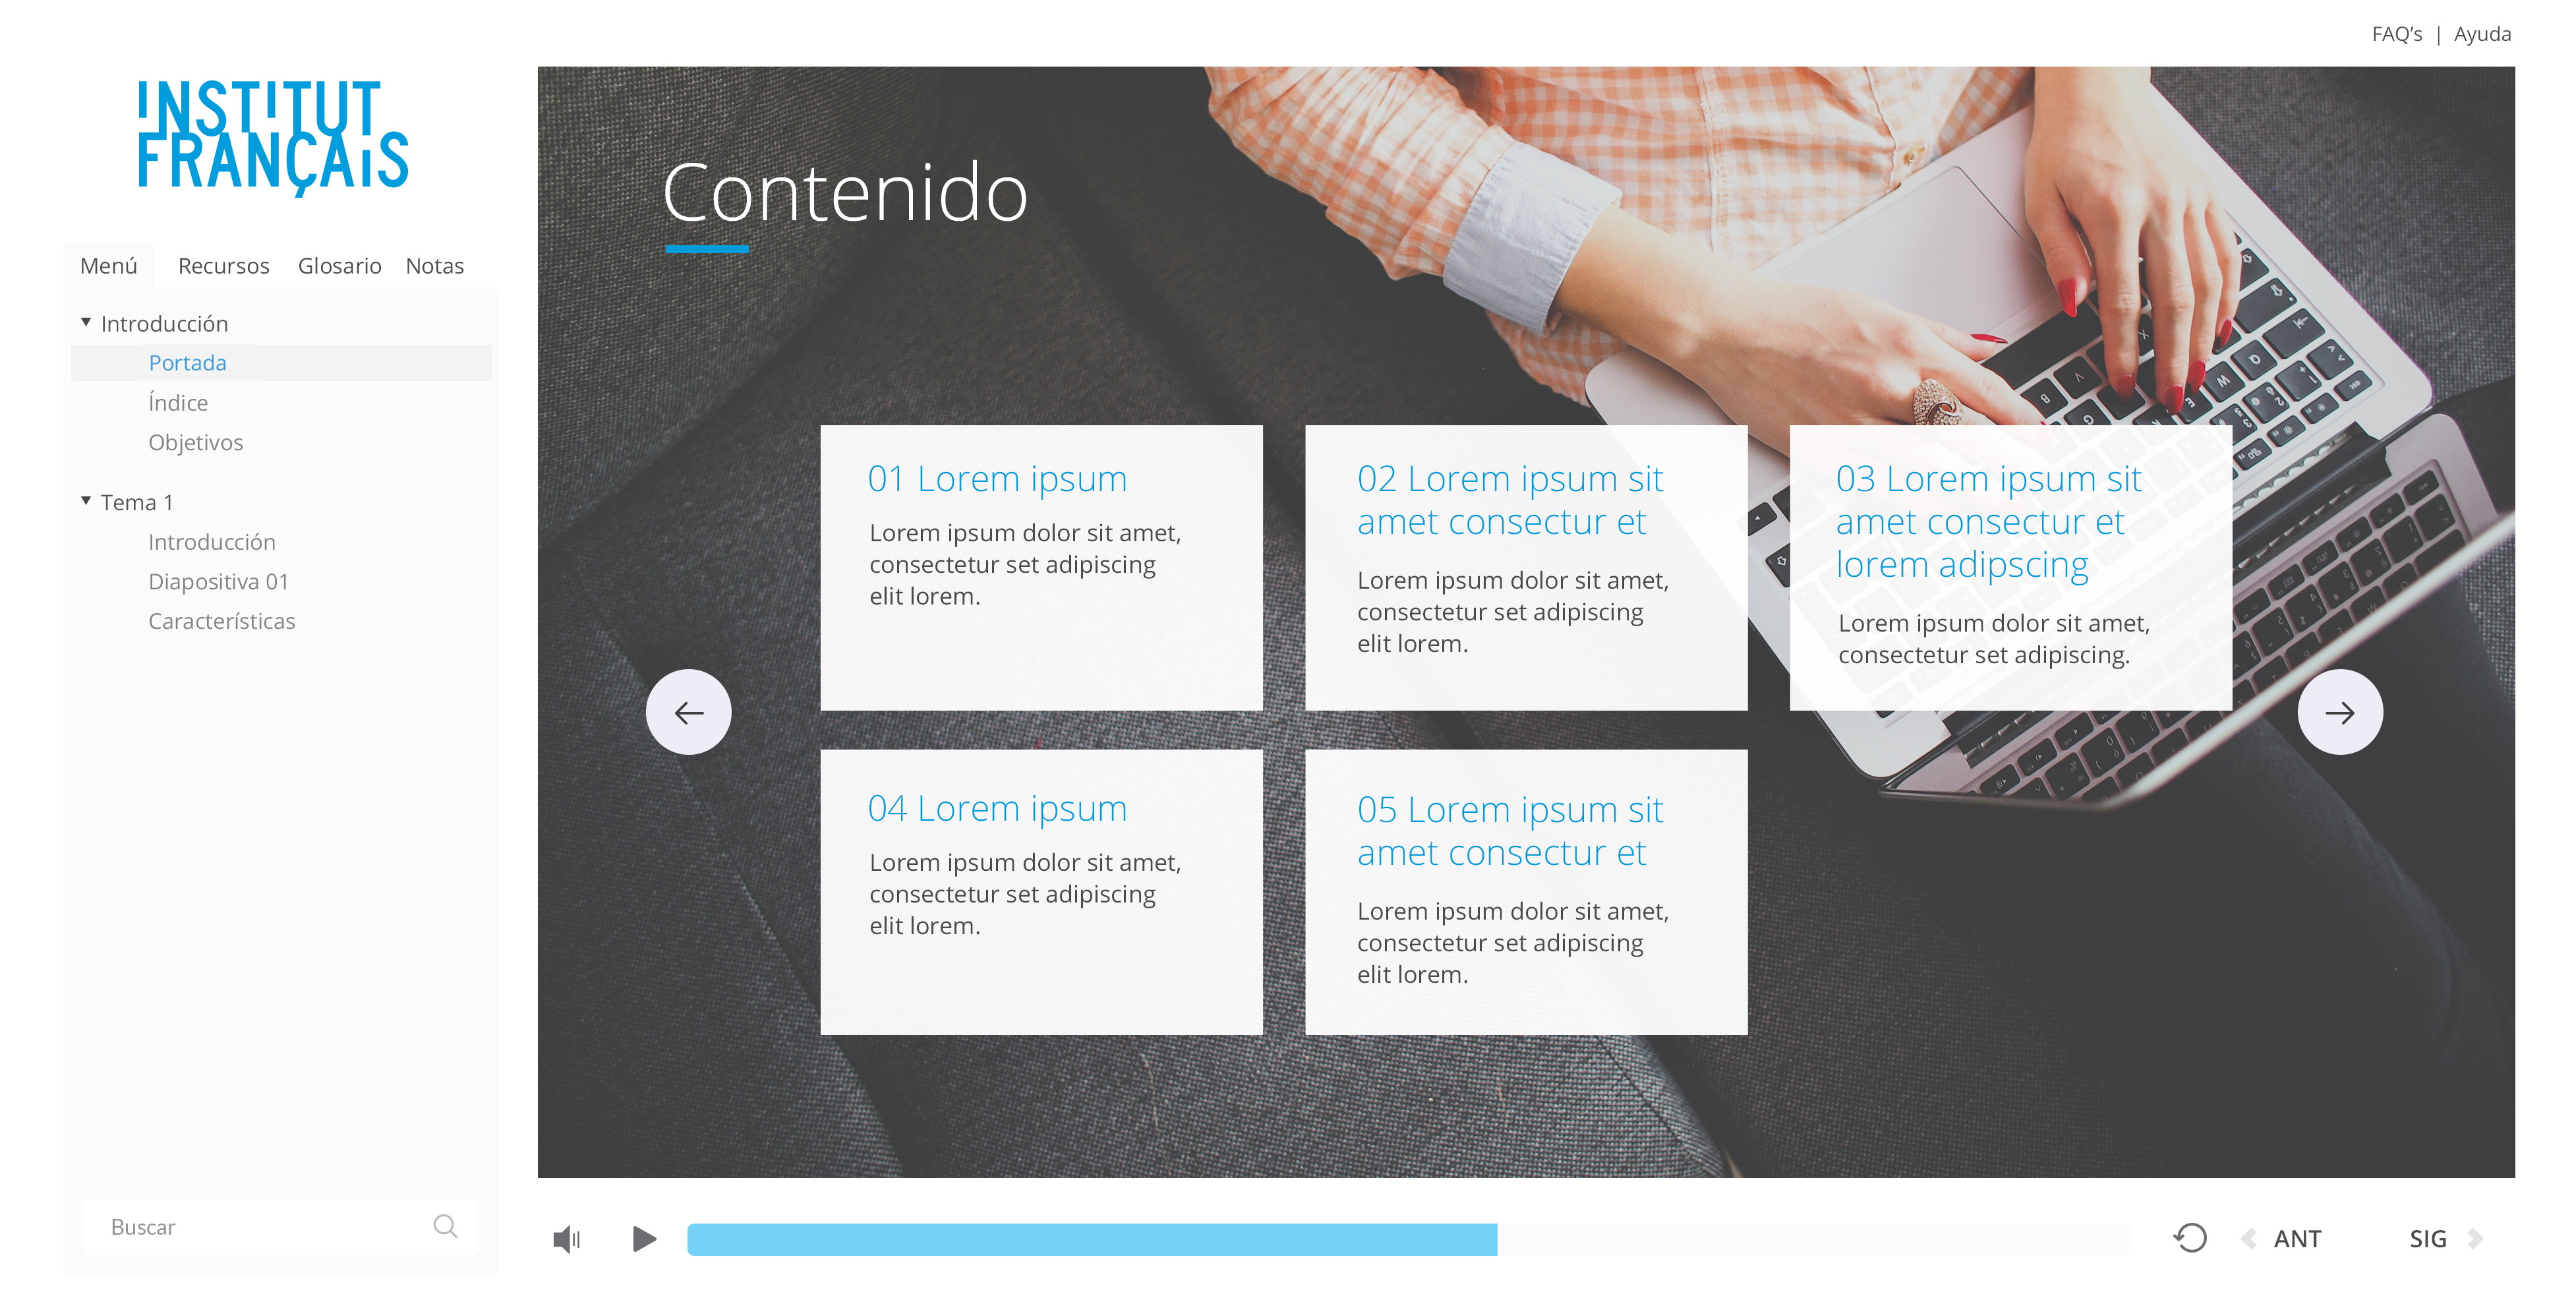 FAQ’s | Ayuda
INSTITUT
FRANÇAIS
Menú Recursos Glosario Notas
Introducción
Portada
Índice
Objetivos
Tema 1
Introducción
Diapositiva 01
Características
Buscar
Contenido
01 Lorem ipsum
Lorem ipsum dolor sit amet,
consectetur set adipiscing
elit lorem.
02 Lorem ipsum sit
amet consectur et
Lorem ipsum dolor sit amet,
consectetur set adipiscing
elit lorem.
03 Lorem ipsum sit
amet consectur et
lorem adipscing
Lorem ipsum dolor sit amet,
consectetur set adipiscing.
04 Lorem ipsum
Lorem ipsum dolor sit amet,
consectetur set adipiscing
elit lorem.
05 Lorem ipsum sit
amet consectur et
Lorem ipsum dolor sit amet,
consectetur set adipiscing
elit lorem.
ANT SIG